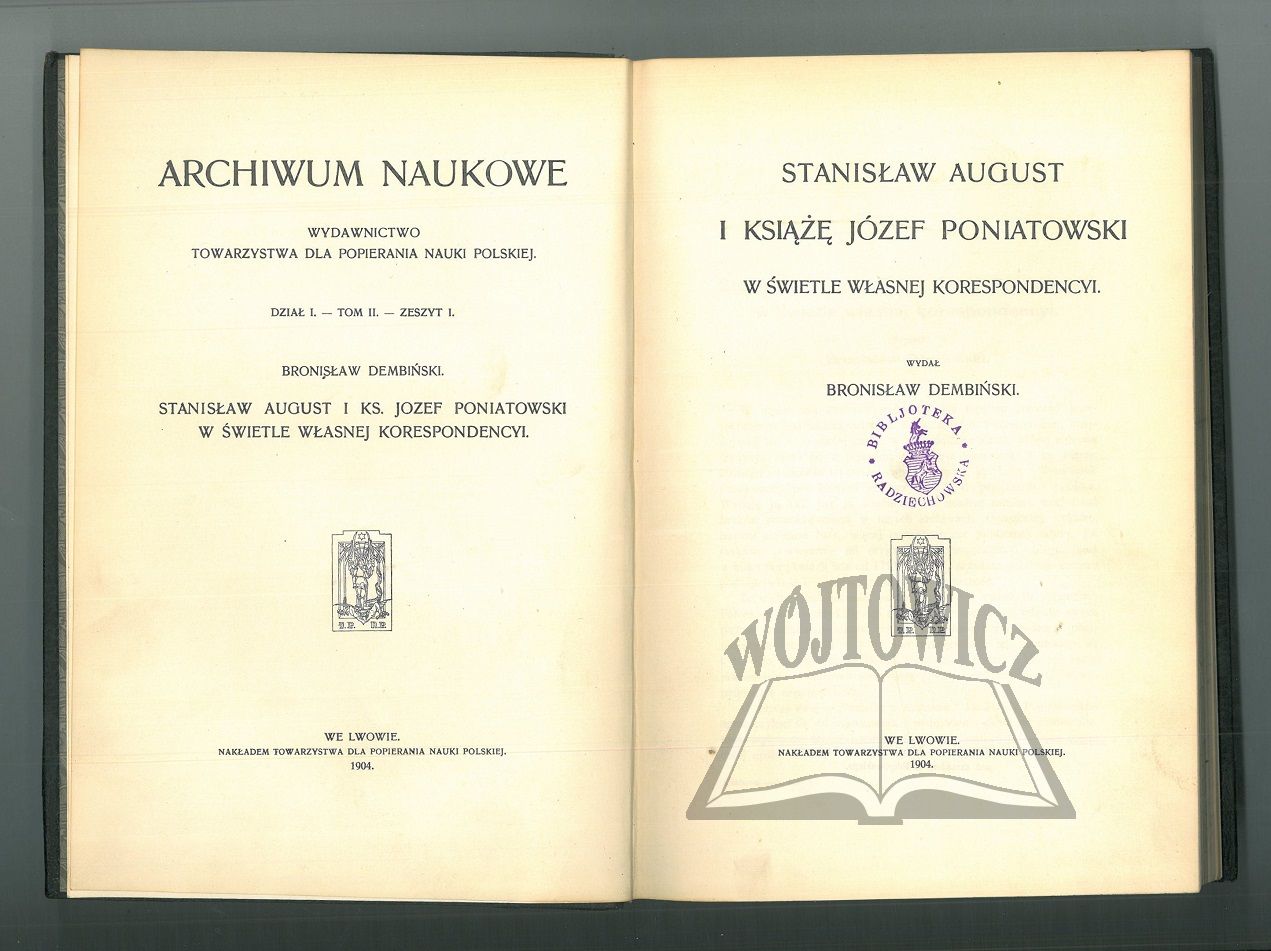 ARCHIWUM NAUKOWE
WYDAWNICTWO
TOWARZYSTWA DLA POPIERANIA NAUKI POLSKIEJ.
DZIAŁ I. — TOM II. — ZESZYT I.
BRONISŁAW DEMBIŃSKI.
STANISŁAW AUGUST I KS. JOZEF PONIATOWSKI
W ŚWIETLE WŁASNEJ KORESPONDENCYI.
T. P. N. P.
WE LWOWIE.
NAKŁADEM TOWARZYSTWA DLA POPIERANIA NAUKI POLSKIEJ.
1904.
STANISŁAW AUGUST
I KSIĄŻĘ JÓZEF PONIATOWSKI
W ŚWIETLE WŁASNEJ KORESPONDENCYI.
WYDAŁ
BRONISŁAW DEMBIŃSKI.
BIBLJOTEKA
RADZIECHOWSKA
T. P. N. P.
WÓJTOWICZ
WE LWOWIE.
NAKŁADEM TOWARZYSTWA DLA POPIERANIA NAUKI POLSKIEJ.
1904.